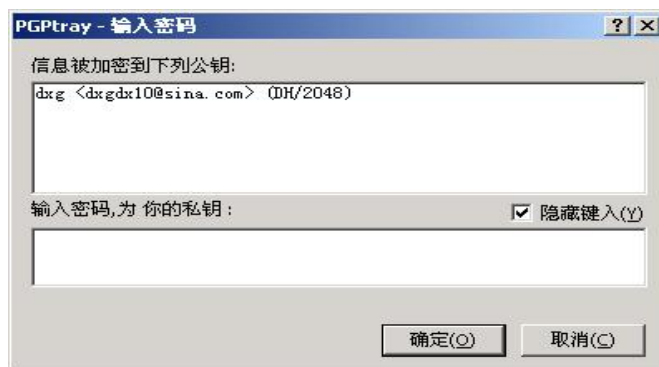 PGPtray - 输入密码
信息被加密到下列公钥:
dxg <dxgdx10@sina.com> (DH/2048)
输入密码,为 你的私钥 :
隐藏键入(Y)
确定(O)
取消(C)